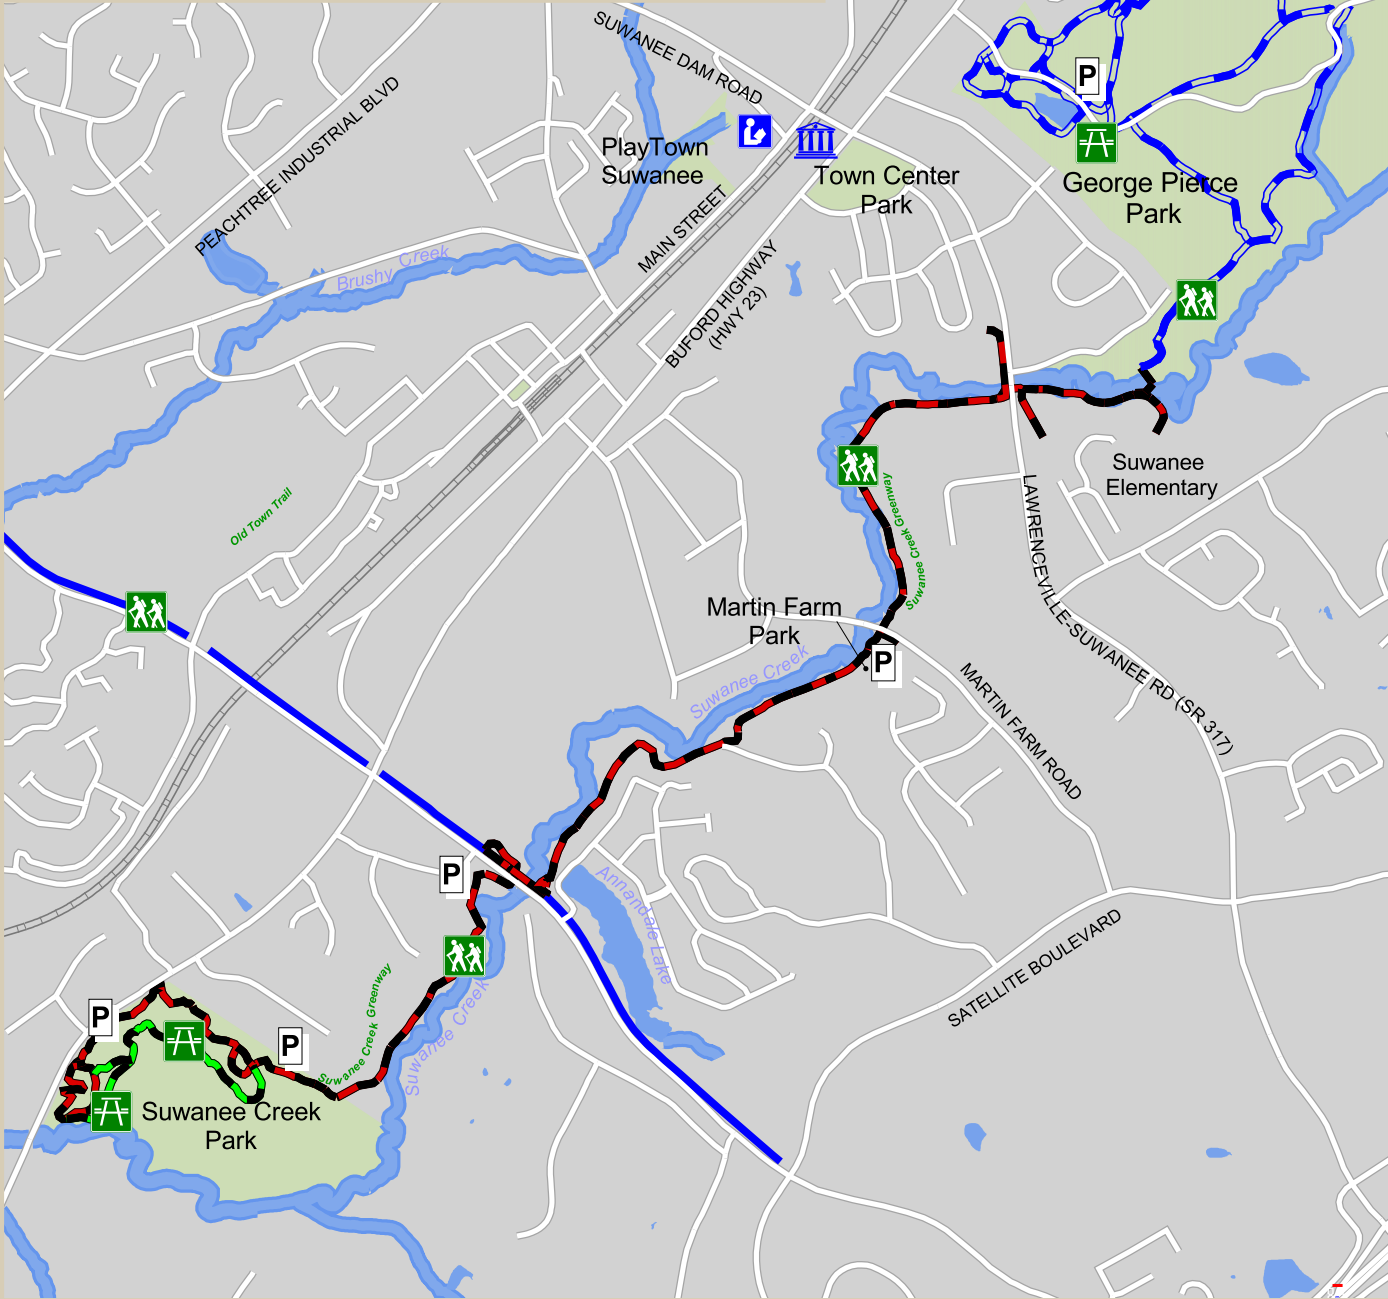 SUWANEE DAM ROAD
P
PEACHTREE INDUSTRIAL BLVD
PlayTown
Suwanee
Town Center
Park
George Pierce
Park
MAIN STREET
Brushy Creek
BUFORD HIGHWAY
(HWY 23)
Suwanee
Elementary
Old Town Trail
Suwanee Creek Greenway
LAWRENCEVILLE-SUWANEE RD (SR 317)
Martin Farm
Park
P
Suwanee Creek
MARTIN FARM ROAD
P
Annandale Lake
SATELLITE BOULEVARD
Suwanee Creek Greenway
Suwanee Creek
P
P
Suwanee Creek
Park